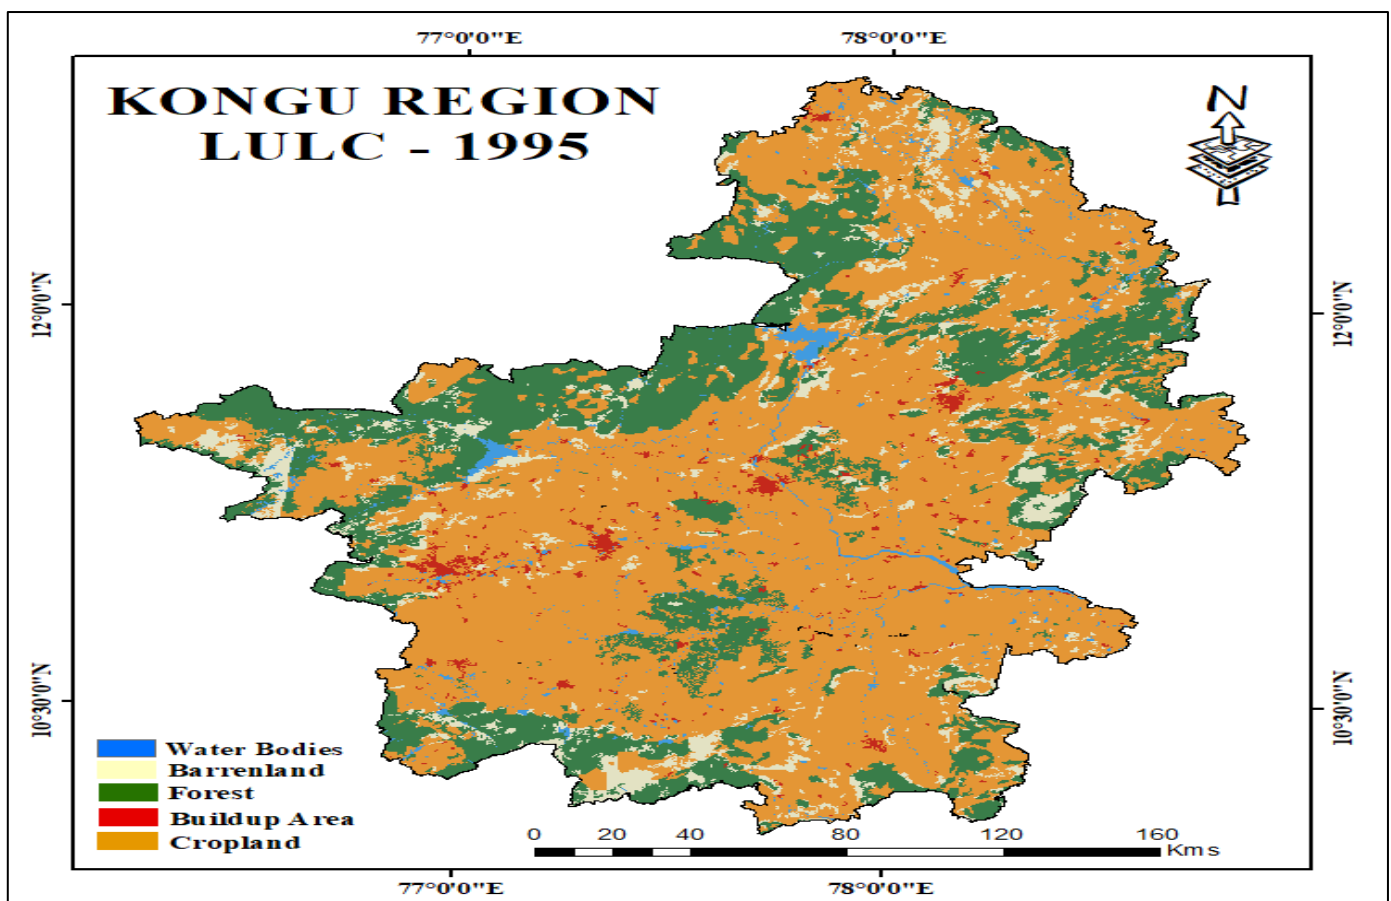 77°0'0"E
78°0'0"E
KONGU REGION
LULC - 1995
N
12°0'0"N
12°0'0"N
10°30'0"N
10°30'0"N
Water Bodies
Barrenland
Forest
Buildup Area
Cropland
0 20 40 80 120 160
Kms
77°0'0"E
78°0'0"E